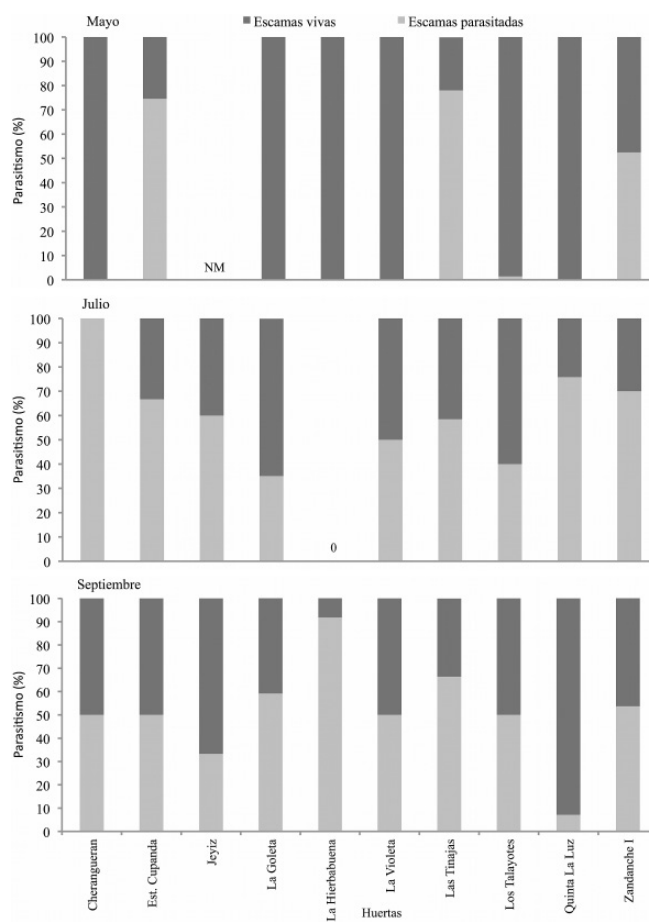 Mayo
Escamas vivas
Escamas parasitadas
Parasitismo (%)
100
90
80
70
60
50
40
30
20
10
0
NM
Julio
Parasitismo (%)
100
90
80
70
60
50
40
30
20
10
0
0
Septiembre
Parasitismo (%)
100
90
80
70
60
50
40
30
20
10
0
Cherangueran
Est. Cupanda
Jeyiz
La Goleta
La Hierbabuena
La Violeta
Las Tinajas
Los Talayotes
Quinta La Luz
Zandanche I
Huertas